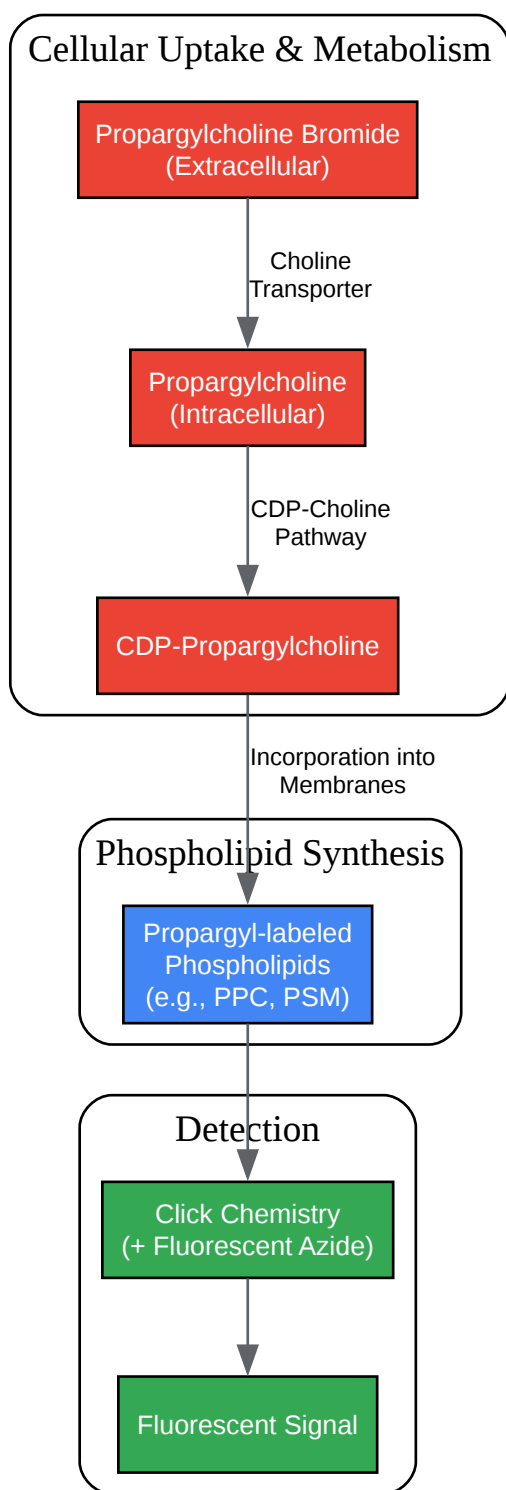 Cellular Uptake & Metabolism
Propargylcholine Bromide
(Extracellular)
Choline
Transporter
Propargylcholine
(Intracellular)
CDP-Choline
Pathway
CDP-Propargylcholine
Incorporation into
Membranes
Phospholipid Synthesis
Propargyl-labeled
Phospholipids
(e.g., PPC, PSM)
Detection
Click Chemistry
(+ Fluorescent Azide)
Fluorescent Signal